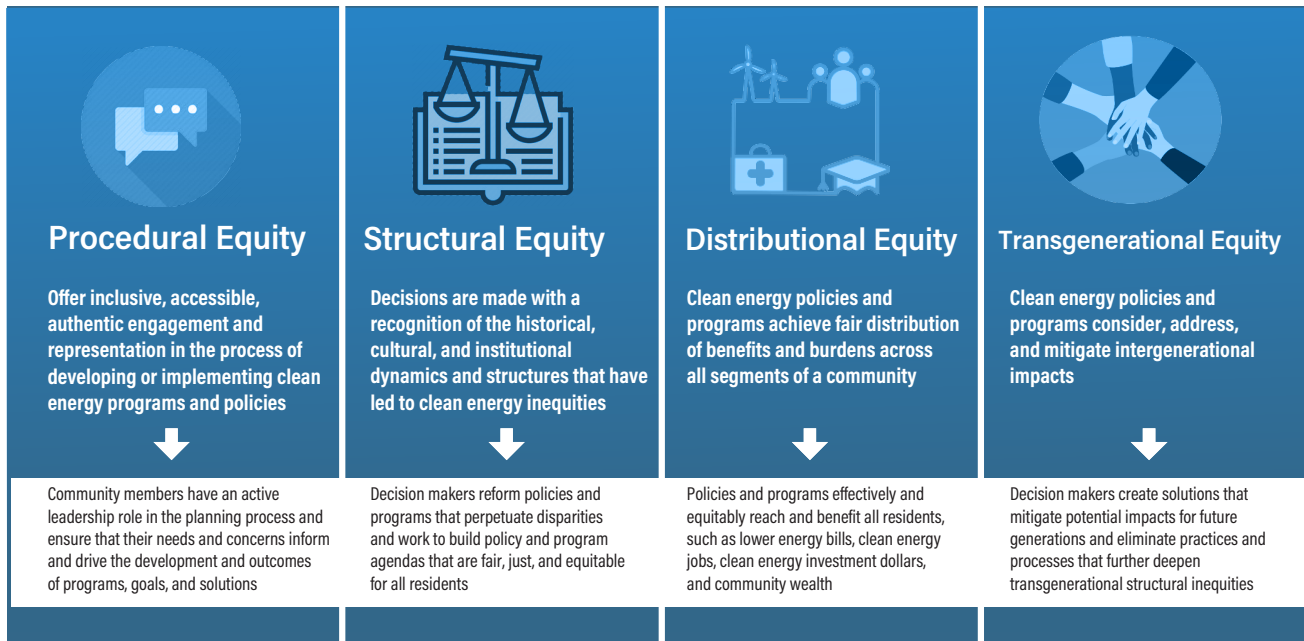 Procedural Equity
Offer inclusive, accessible,
authentic engagement and
representation in the process of
developing or implementing clean
energy programs and policies
Community members have an active
leadership role in the planning process and
ensure that their needs and concerns inform
and drive the development and outcomes
of programs, goals, and solutions
Structural Equity
Decisions are made with a
recognition of the historical,
cultural, and institutional
dynamics and structures that have
led to clean energy inequities
Decision makers reform policies and
programs that perpetuate disparities
and work to build policy and program
agendas that are fair, just, and equitable
for all residents
Distributional Equity
Clean energy policies and
programs achieve fair distribution
of benefits and burdens across
all segments of a community
Policies and programs effectively and
equitably reach and benefit all residents,
such as lower energy bills, clean energy
jobs, clean energy investment dollars,
and community wealth
Transgenerational Equity
Clean energy policies and
programs consider, address,
and mitigate intergenerational
impacts
Decision makers create solutions that
mitigate potential impacts for future
generations and eliminate practices and
processes that further deepen
transgenerational structural inequities